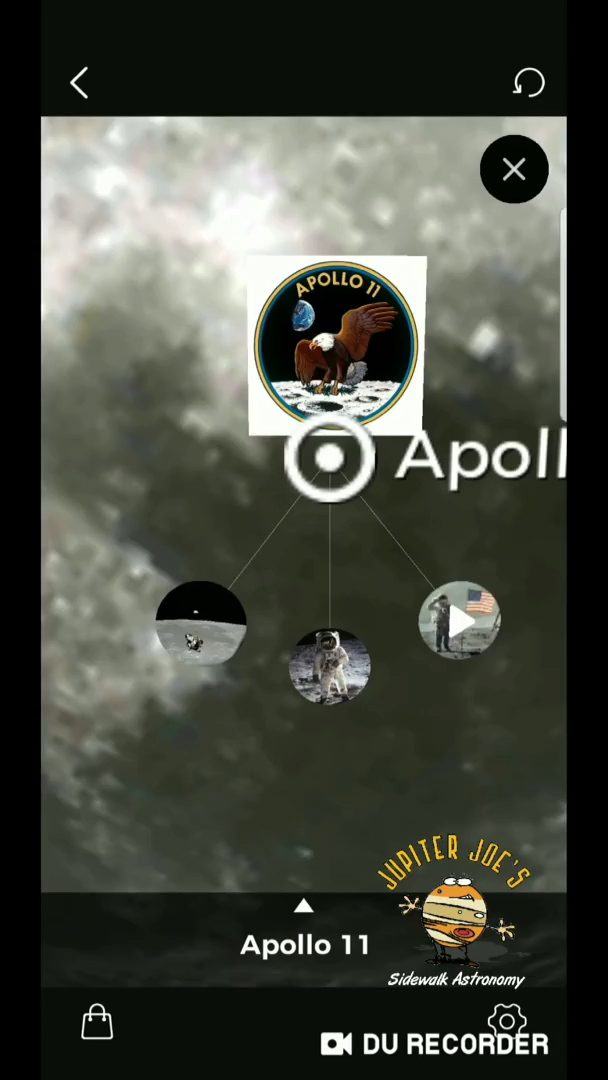 APOLLO 11
Apoll
Apollo 11
JUPITER JOE'S
Sidewalk Astronomy
DU RECORDER